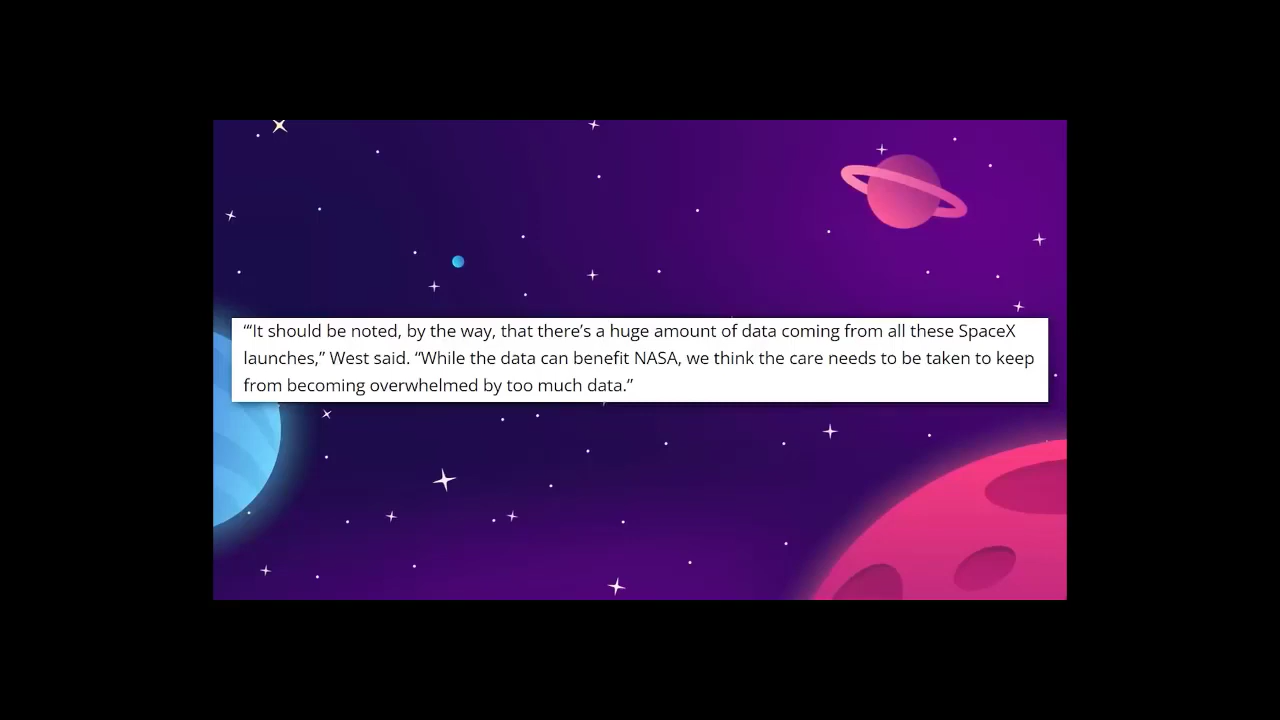 “‘It should be noted, by the way, that there’s a huge amount of data coming from all these SpaceX
launches,” West said. “While the data can benefit NASA, we think the care needs to be taken to keep
from becoming overwhelmed by too much data.”